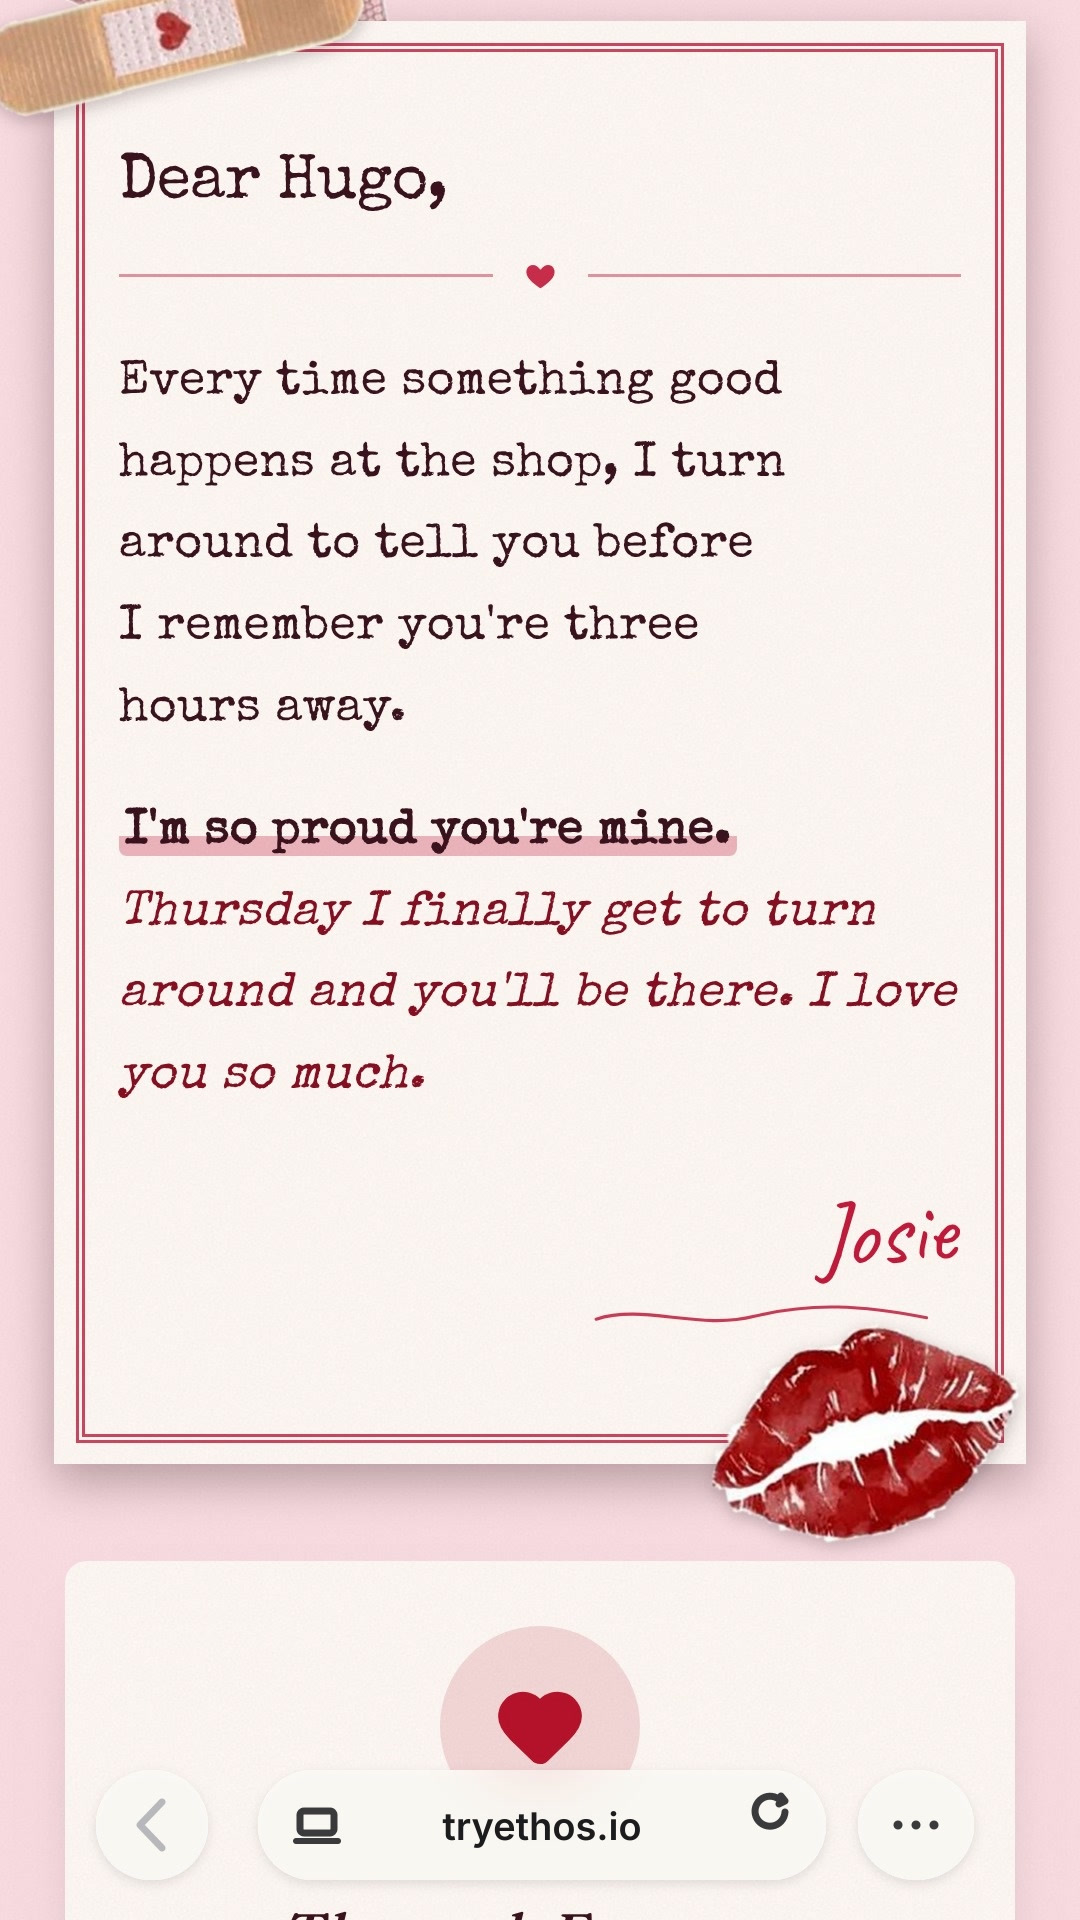 Dear Hugo,
Every time something good
happens at the shop, I turn
around to tell you before
I remember you're three
hours away.
I'm so proud you're mine.
Thursday I finally get to turn
around and you'll be there. I love
you so much.
Josie
tryethos.io